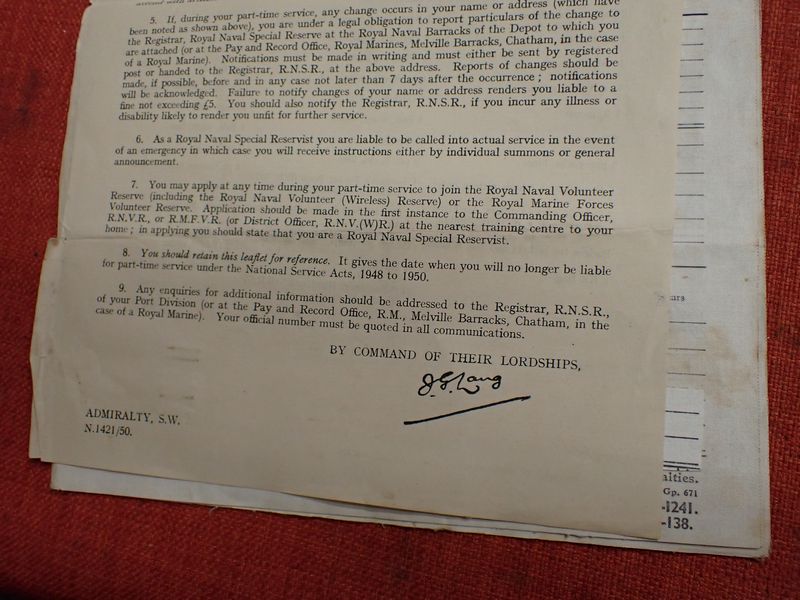 5. If, during your part-time service, any change occurs in your name or address (which have
been noted as shown above), you are under a legal obligation to report particulars of the change to
the Registrar, Royal Naval Special Reserve at the Royal Naval Barracks of the Depot to which you
are attached (or at the Pay and Record Office, Royal Marines, Melville Barracks, Chatham, in the case
of a Royal Marine). Notifications must be made in writing and must either be sent by registered
post or handed to the Registrar, R.N.S.R., at the above address. Reports of changes should be
made, if possible, before and in any case not later than 7 days after the occurrence; notifications
will be acknowledged. Failure to notify changes of your name or address renders you liable to a
fine not exceeding £5. You should also notify the Registrar, R.N.S.R., if you incur any illness or
disability likely to render you unfit for further service.
6. As a Royal Naval Special Reservist you are liable to be called into actual service in the event
of an emergency in which case you will receive instructions either by individual summons or general
announcement.
7. You may apply at any time during your part-time service to join the Royal Naval Volunteer
Reserve (including the Royal Naval Volunteer (Wireless) Reserve) or the Royal Marine Forces
Volunteer Reserve. Application should be made in the first instance to the Commanding Officer,
R.N.V.R., or R.M.F.V.R. (or District Officer, R.N.V.(W)R.) at the nearest training centre to your
home; in applying you should state that you are a Royal Naval Special Reservist.
8. You should retain this leaflet for reference. It gives the date when you will no longer be liable
for part-time service under the National Service Acts, 1948 to 1950.
9. Any enquiries for additional information should be addressed to the Registrar, R.N.S.R.,
of your Port Division (or at the Pay and Record Office, R.M., Melville Barracks, Chatham, in the
case of a Royal Marine). Your official number must be quoted in all communications.
BY COMMAND OF THEIR LORDSHIPS,
J.G. Lang
ADMIRALTY, S.W.
N.1421/50.
Gp. 671
-1241.
-138.